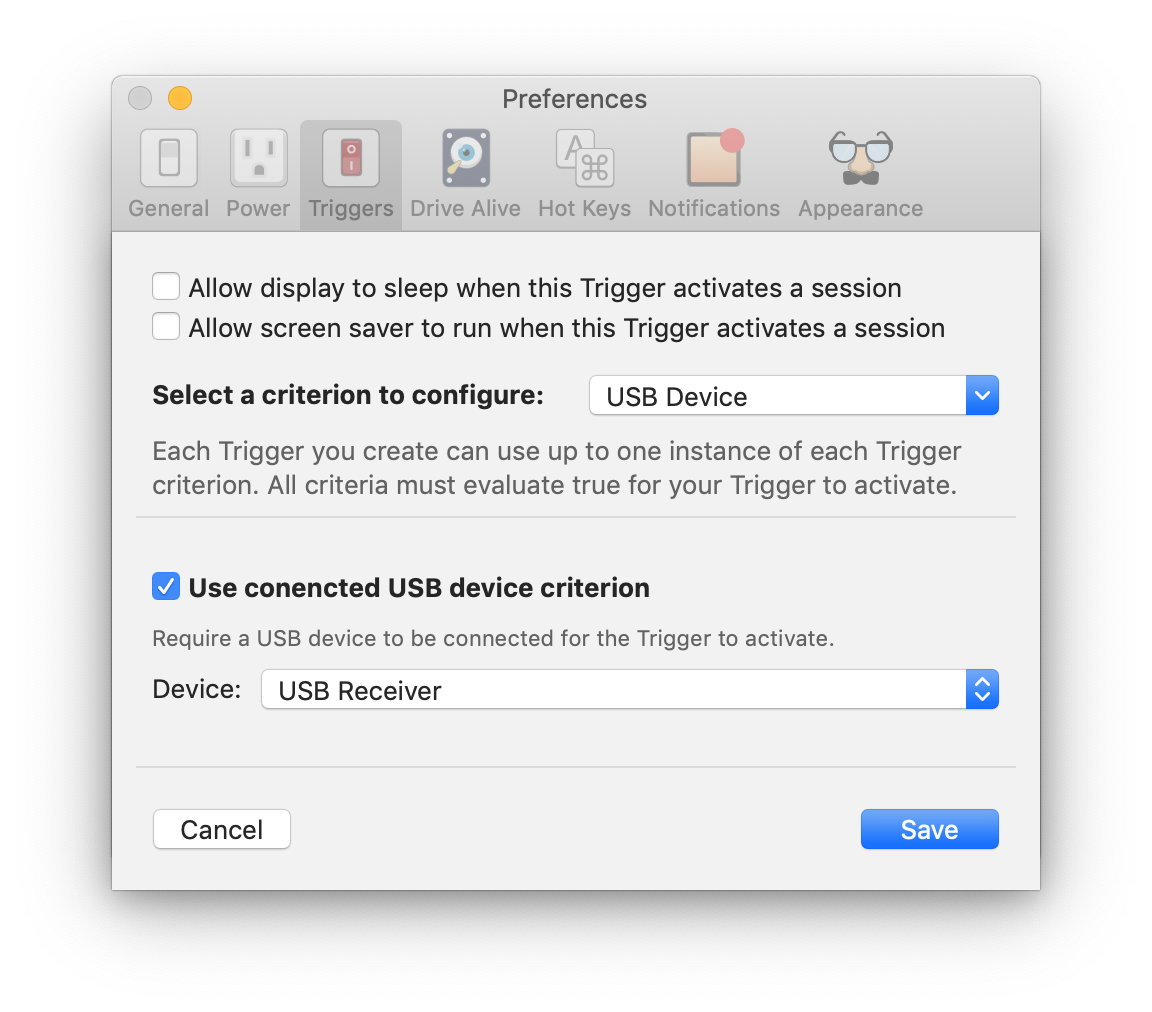 Preferences
General Power Triggers Drive Alive Hot Keys Notifications Appearance
Allow display to sleep when this Trigger activates a session
Allow screen saver to run when this Trigger activates a session
Select a criterion to configure: USB Device
Each Trigger you create can use up to one instance of each Trigger
criterion. All criteria must evaluate true for your Trigger to activate.
Use conencted USB device criterion
Require a USB device to be connected for the Trigger to activate.
Device: USB Receiver
Cancel Save